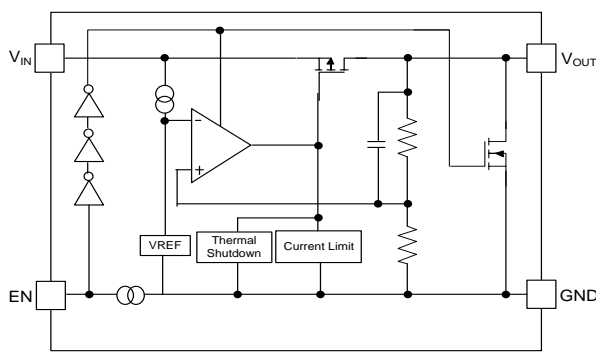 VIN
VOUT
−
+
VREF
Thermal
Shutdown
Current Limit
EN
GND